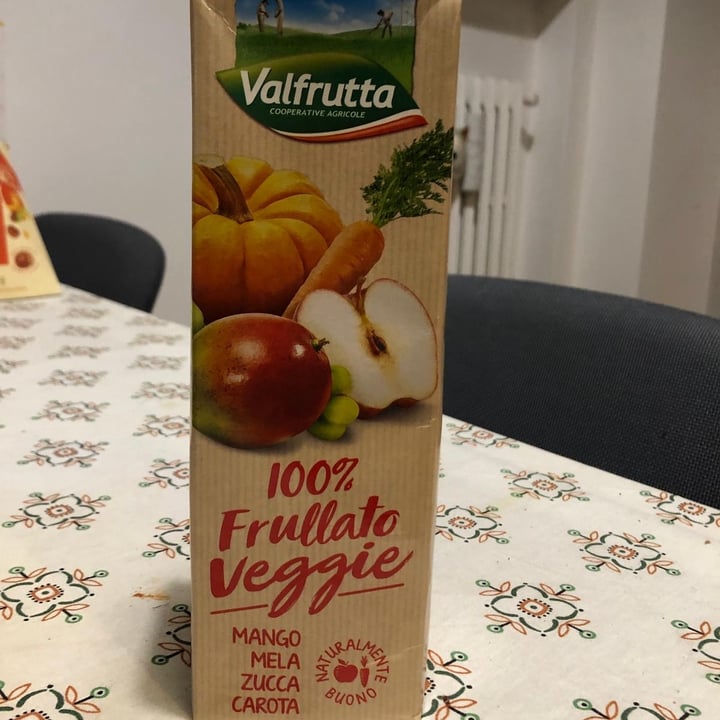 Valfrutta
COOPERATIVE AGRICOLE
100%
Frullato
Veggie
MANGO
MELA
ZUCCA
CAROTA
NATURALMENTE
BUONO